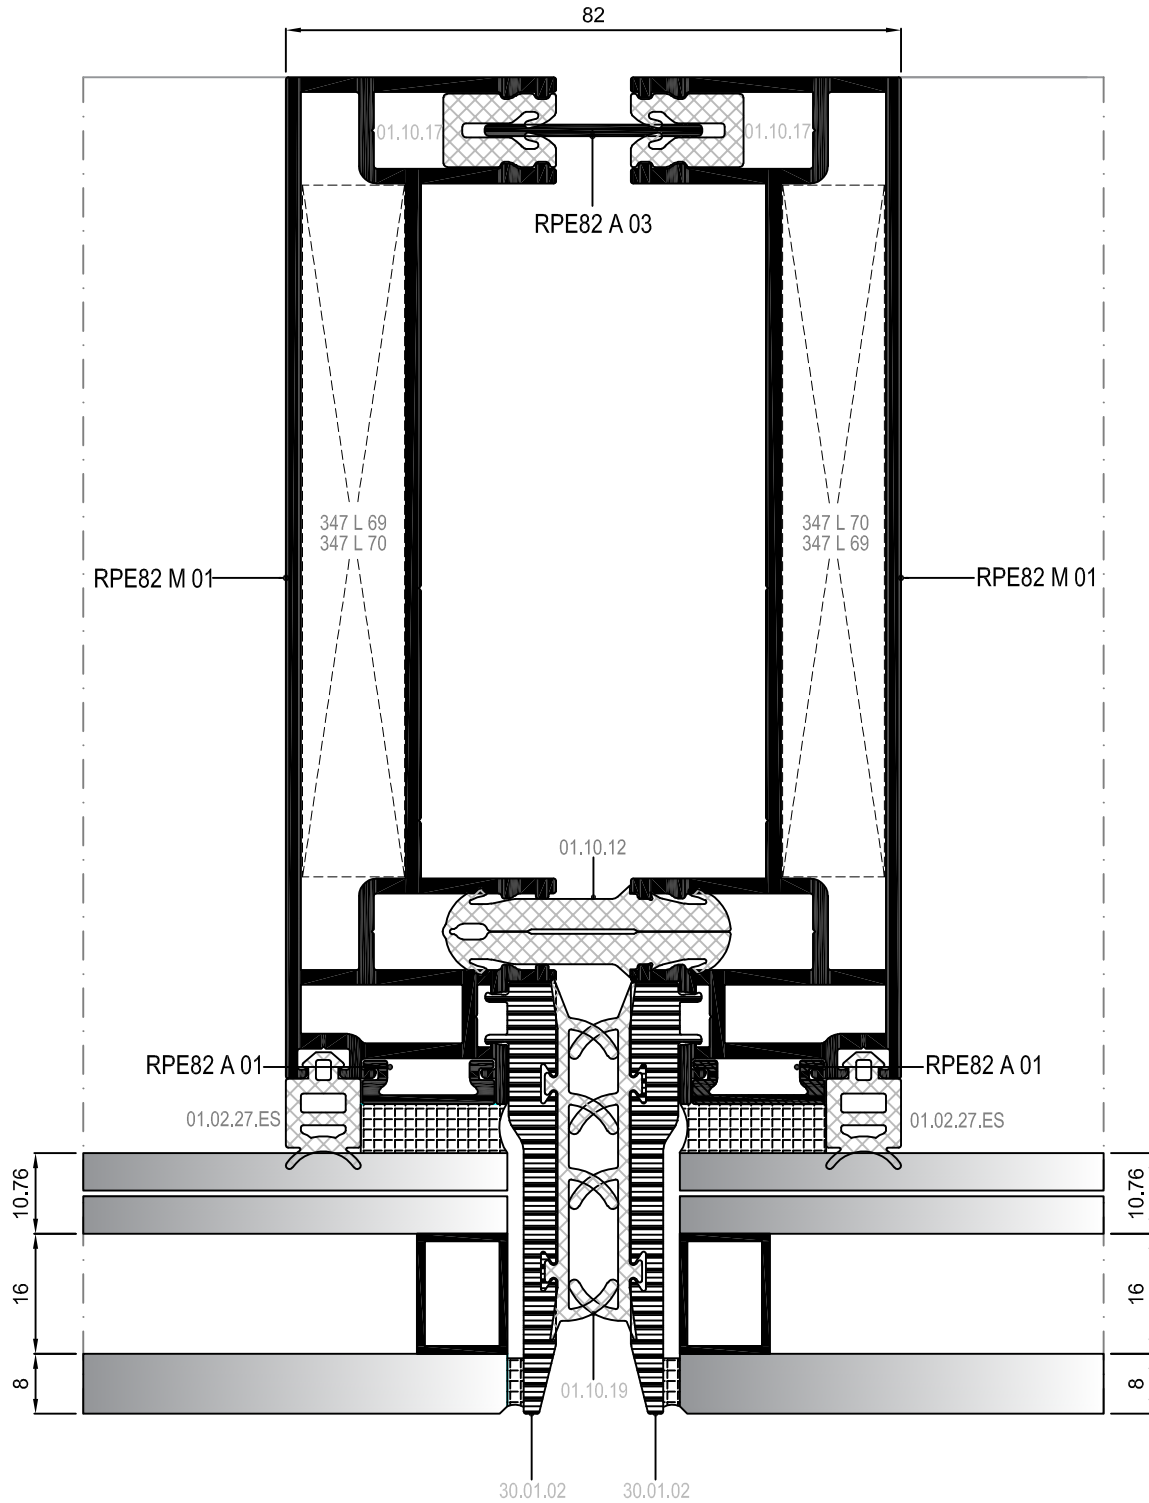 82
01.10.17
01.10.17
RPE82 A 03
347 L 69
347 L 70
347 L 70
347 L 69
RPE82 M 01
RPE82 M 01
01.10.12
RPE82 A 01
RPE82 A 01
01.02.27.ES
01.02.27.ES
10.76
10.76
16
16
8
8
01.10.19
30.01.02
30.01.02